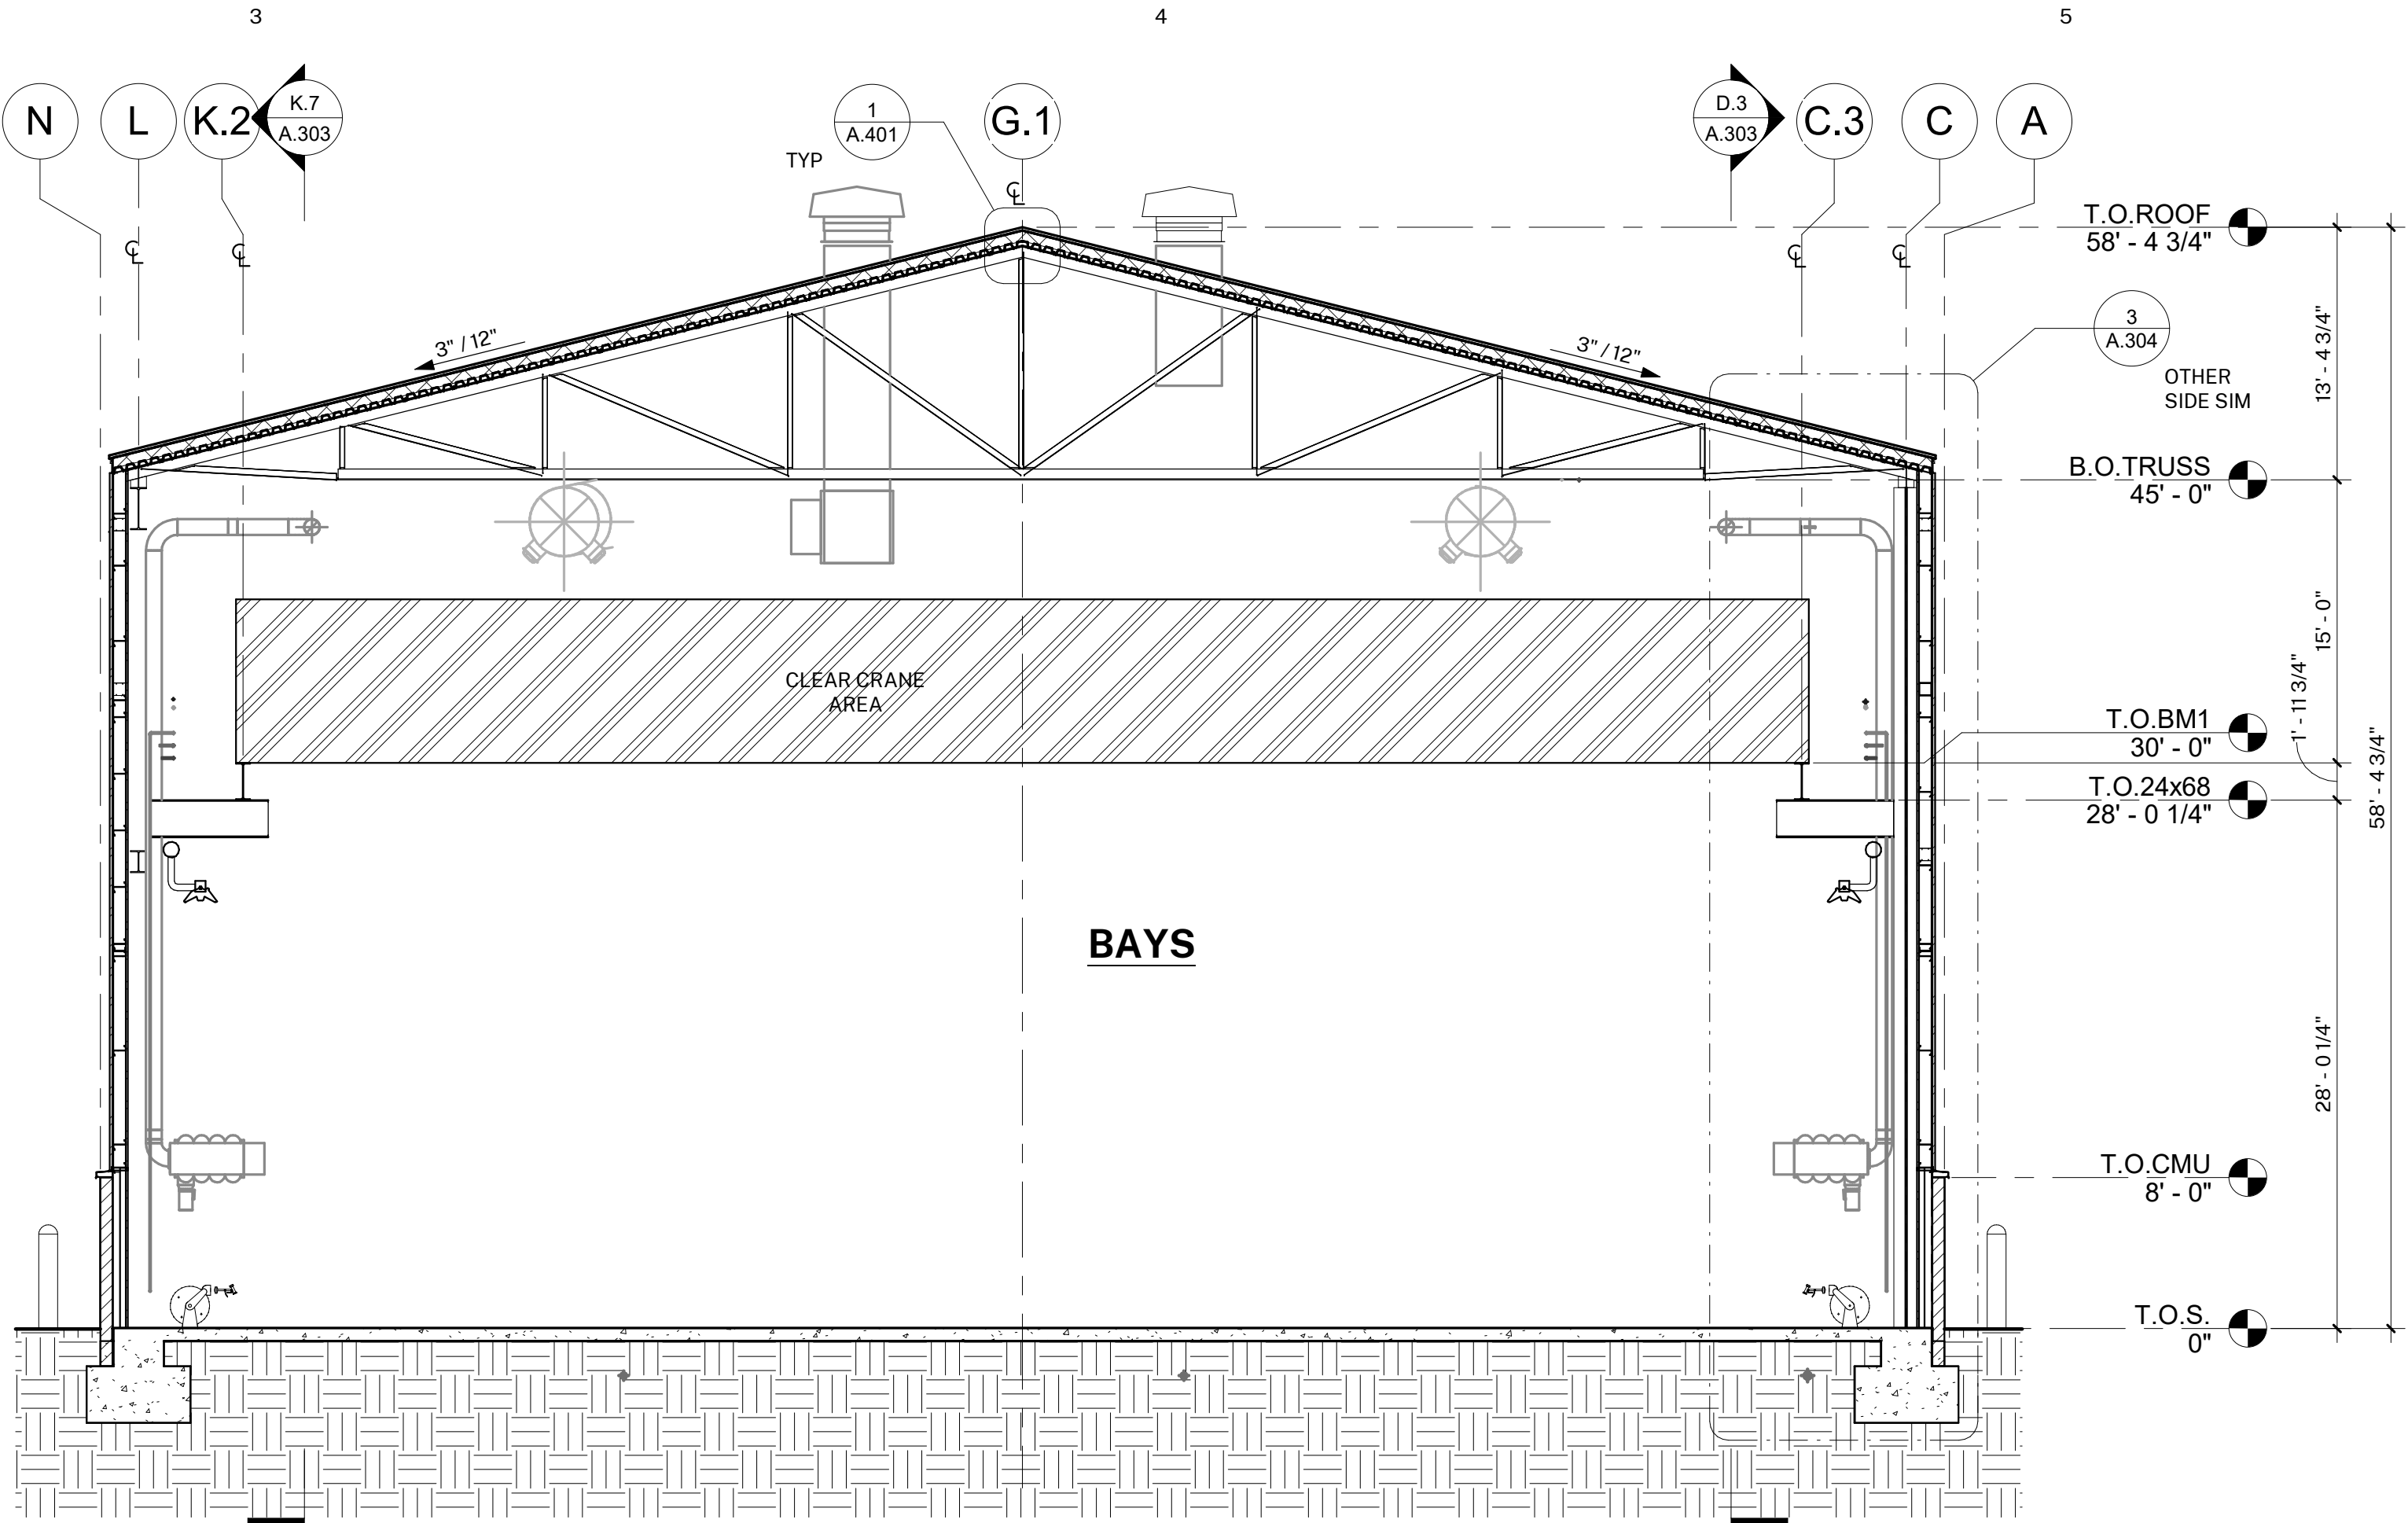 3
4
5
N
L
K.2
K.7
A.303
1
A.401
G.1
D.3
A.303
C.3
C
A
TYP
℄
℄
℄
℄
℄
T.O.ROOF
58' - 4 3/4"
3
A.304
OTHER
SIDE SIM
3" / 12"
3" / 12"
13' - 4 3/4"
B.O.TRUSS
45' - 0"
15' - 0"
CLEAR CRANE
AREA
1' - 11 3/4"
T.O.BM1
30' - 0"
58' - 4 3/4"
T.O.24x68
28' - 0 1/4"
BAYS
28' - 0 1/4"
T.O.CMU
8' - 0"
T.O.S.
0"